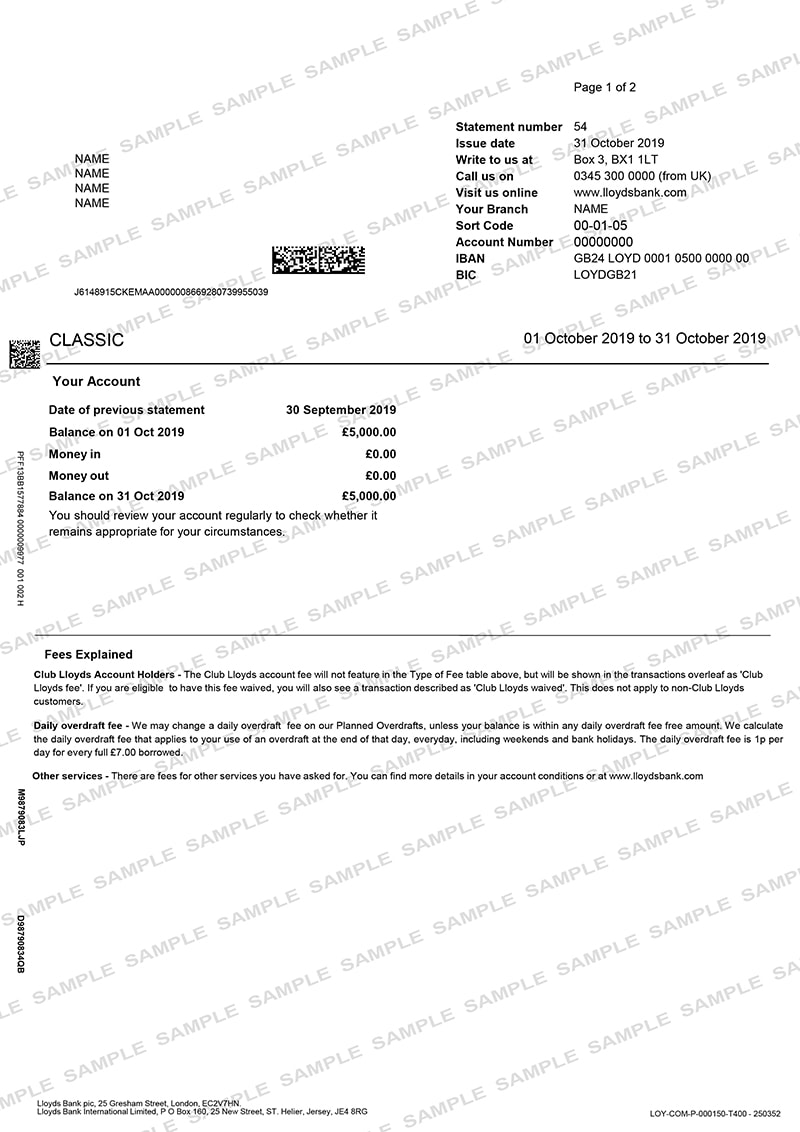 Page 1 of 2
Statement number 54
Issue date 31 October 2019
Write to us at Box 3, BX1 1LT
Call us on 0345 300 0000 (from UK)
Visit us online www.lloydsbank.com
Your Branch NAME
Sort Code 00-01-05
Account Number 00000000
IBAN GB24 LOYD 0001 0500 0000 00
BIC LOYDGB21
NAME
NAME
NAME
NAME
J6148915CKEMAA0000008669280739955039
CLASSIC 01 October 2019 to 31 October 2019
Your Account
Date of previous statement 30 September 2019
Balance on 01 Oct 2019 £5,000.00
Money in £0.00
Money out £0.00
Balance on 31 Oct 2019 £5,000.00
You should review your account regularly to check whether it
remains appropriate for your circumstances.
PFF13BB1577884 0000009977 001 002 H
Fees Explained
Club Lloyds Account Holders - The Club Lloyds account fee will not feature in the Type of Fee table above, but will be shown in the transactions overleaf as 'Club
Lloyds fee'. If you are eligible to have this fee waived, you will also see a transaction described as 'Club Lloyds waived'. This does not apply to non-Club Lloyds
customers.
Daily overdraft fee - We may change a daily overdraft fee on our Planned Overdrafts, unless your balance is within any daily overdraft fee free amount. We calculate
the daily overdraft fee that applies to your use of an overdraft at the end of that day, everyday, including weekends and bank holidays. The daily overdraft fee is 1p per
day for every full £7.00 borrowed.
Other services - There are fees for other services you have asked for. You can find more details in your account conditions or at www.lloydsbank.com
M9879083LJP
D98790834QB
Lloyds Bank pic, 25 Gresham Street, London, EC2V7HN.
Lloyds Bank International Limited, P O Box 160, 25 New Street, ST. Helier, Jersey, JE4 8RG
LOY-COM-P-000150-T400 - 250352
SAMPLE